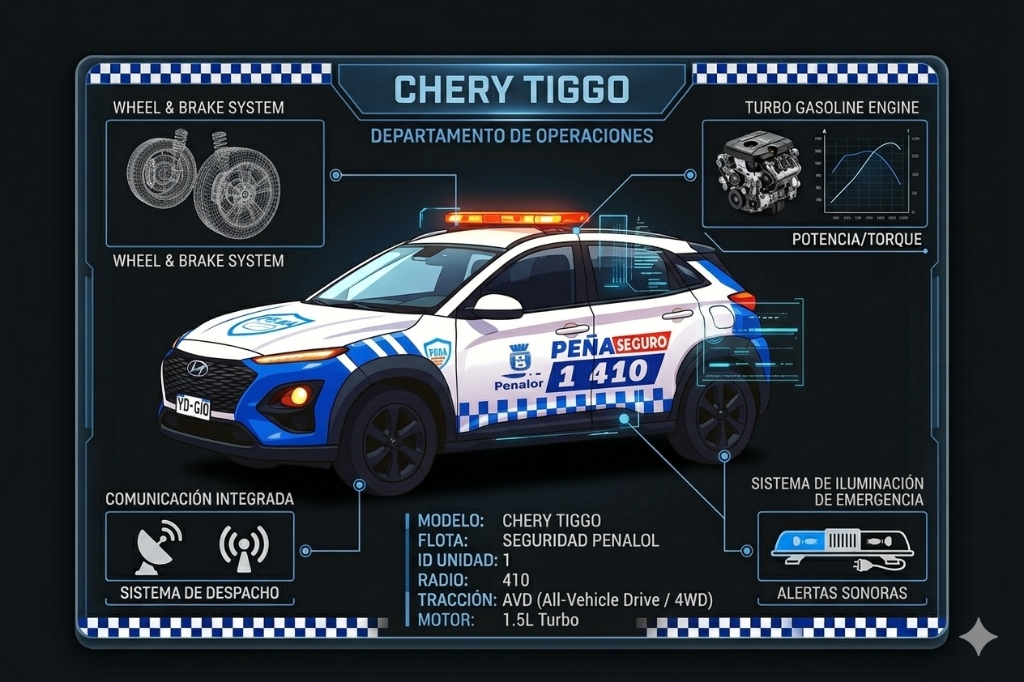 CHERY TIGGO
DEPARTAMENTO DE OPERACIONES
WHEEL & BRAKE SYSTEM
WHEEL & BRAKE SYSTEM
TURBO GASOLINE ENGINE
POTENCIA/TORQUE
PEÑA SEGURO
1 410
Penalor
YD-GIO
COMUNICACIÓN INTEGRADA
SISTEMA DE DESPACHO
MODELO: CHERY TIGGO
FLOTA: SEGURIDAD PENALOL
ID UNIDAD: 1
RADIO: 410
TRACCIÓN: AVD (All-Vehicle Drive / 4WD)
MOTOR: 1.5L Turbo
SISTEMA DE ILUMINACIÓN
DE EMERGENCIA
ALERTAS SONORAS